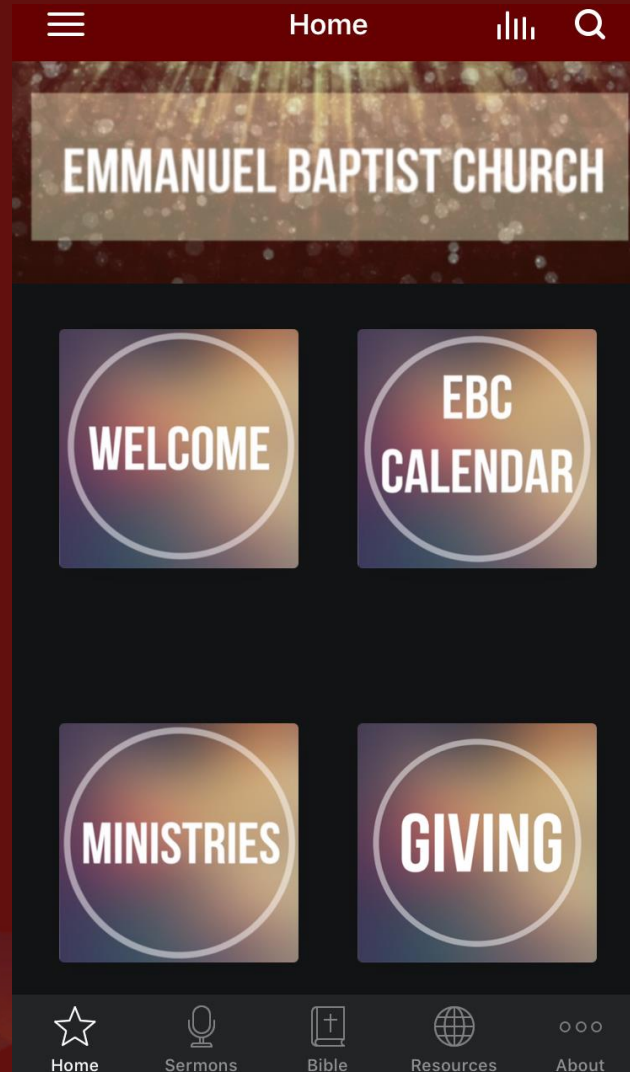 Home
EMMANUEL BAPTIST CHURCH
WELCOME
EBC
CALENDAR
MINISTRIES
GIVING
Home
Sermons
Bible
Resources
About